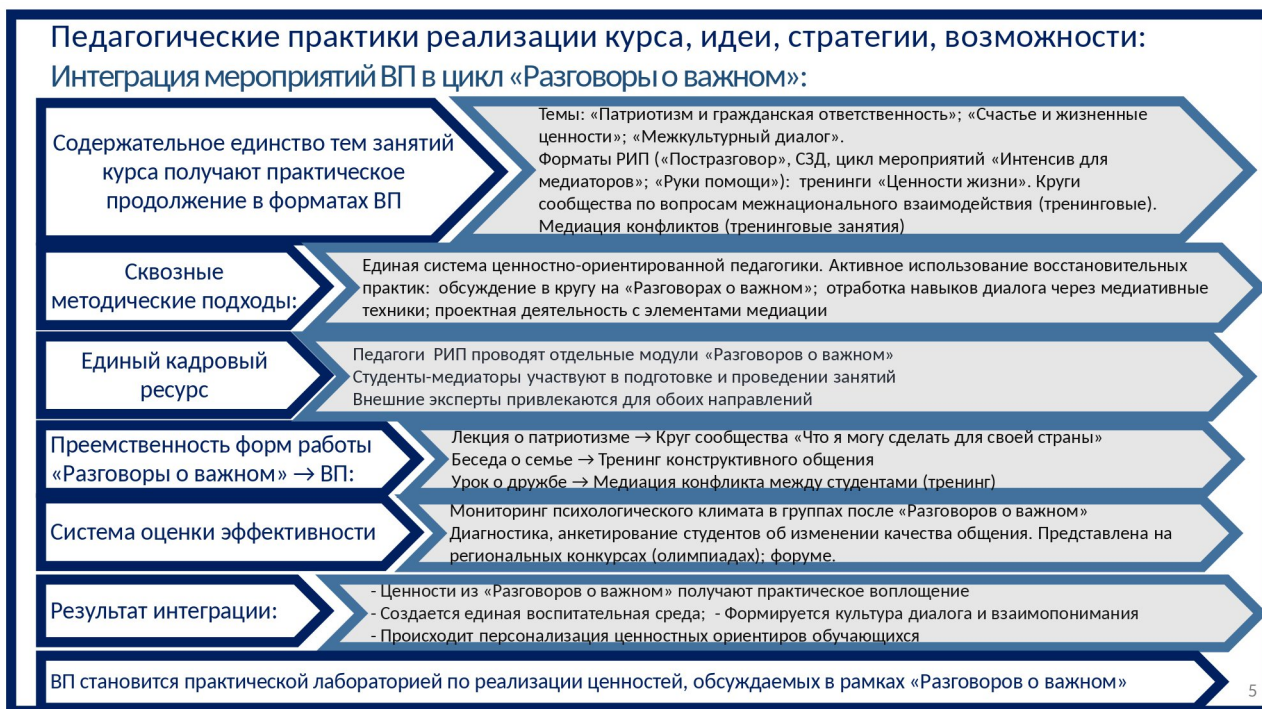 Педагогические практики реализации курса, идеи, стратегии, возможности:
Интеграция мероприятий ВП в цикл «Разговоры о важном»:
Содержательное единство тем занятий
курса получают практическое
продолжение в форматах ВП
Темы: «Патриотизм и гражданская ответственность»; «Счастье и жизненные
ценности»; «Межкультурный диалог».
Форматы РИП («Постразговор», СЗД, цикл мероприятий «Интенсив для
медиаторов»; «Руки помощи»): тренинги «Ценности жизни». Круги
сообщества по вопросам межнационального взаимодействия (тренинговые).
Медиация конфликтов (тренинговые занятия)
Сквозные
методические подходы:
Единая система ценностно-ориентированной педагогики. Активное использование восстановительных
практик: обсуждение в кругу на «Разговорах о важном»; отработка навыков диалога через медиативные
техники; проектная деятельность с элементами медиации
Единый кадровый
ресурс
Педагоги РИП проводят отдельные модули «Разговоров о важном»
Студенты-медиаторы участвуют в подготовке и проведении занятий
Внешние эксперты привлекаются для обоих направлений
Преемственность форм работы
«Разговоры о важном» → ВП:
Лекция о патриотизме → Круг сообщества «Что я могу сделать для своей страны»
Беседа о семье → Тренинг конструктивного общения
Урок о дружбе → Медиация конфликта между студентами (тренинг)
Система оценки эффективности
Мониторинг психологического климата в группах после «Разговоров о важном»
Диагностика, анкетирование студентов об изменении качества общения. Представлена на
региональных конкурсах (олимпиадах); форуме.
Результат интеграции:
- Ценности из «Разговоров о важном» получают практическое воплощение
- Создается единая воспитательная среда; - Формируется культура диалога и взаимопонимания
- Происходит персонализация ценностных ориентиров обучающихся
ВП становится практической лабораторией по реализации ценностей, обсуждаемых в рамках «Разговоров о важном»
5